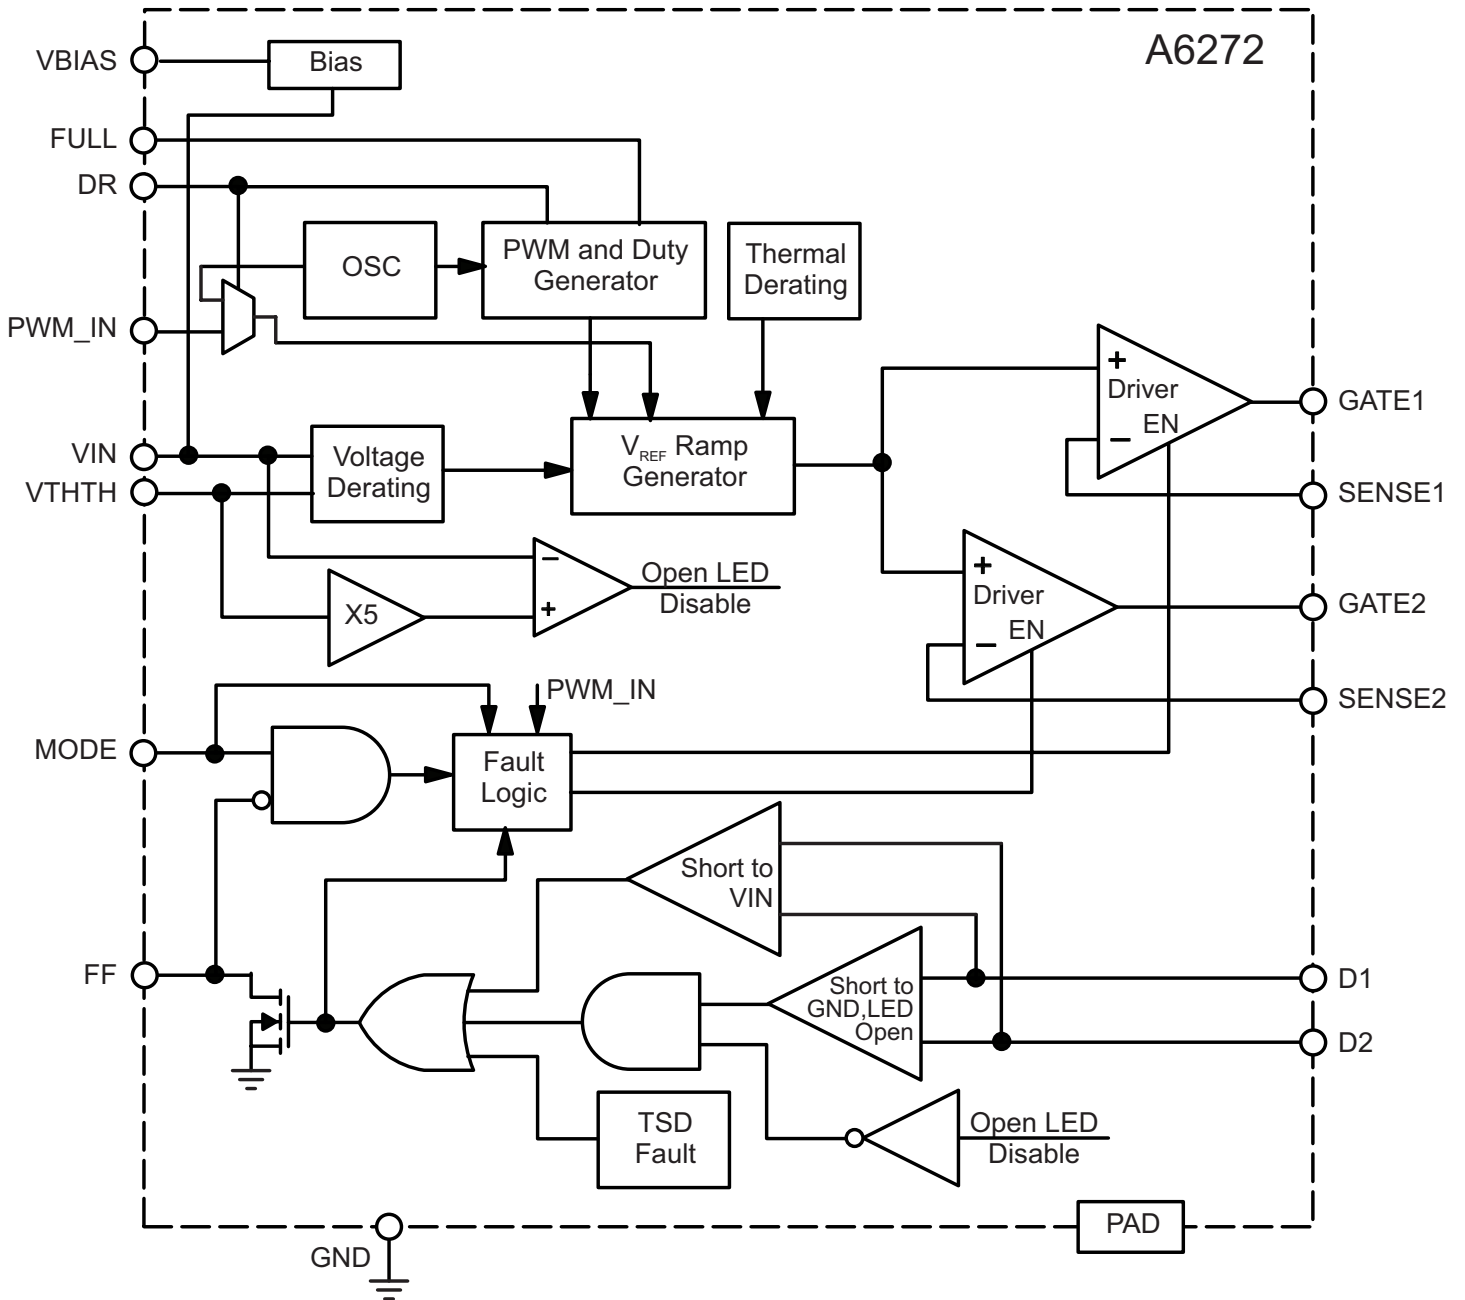 A6272
VBIAS
Bias
FULL
DR
OSC
PWM and Duty
Generator
Thermal
Derating
PWM_IN
+
Driver
EN
−
GATE1
VIN
Voltage
Derating
VREF Ramp
Generator
VTHTH
SENSE1
−
+
Open LED
Disable
X5
+
Driver
EN
−
GATE2
PWM_IN
SENSE2
MODE
Fault
Logic
Short to
VIN
FF
Short to
GND,LED
Open
D1
D2
TSD
Fault
Open LED
Disable
PAD
GND